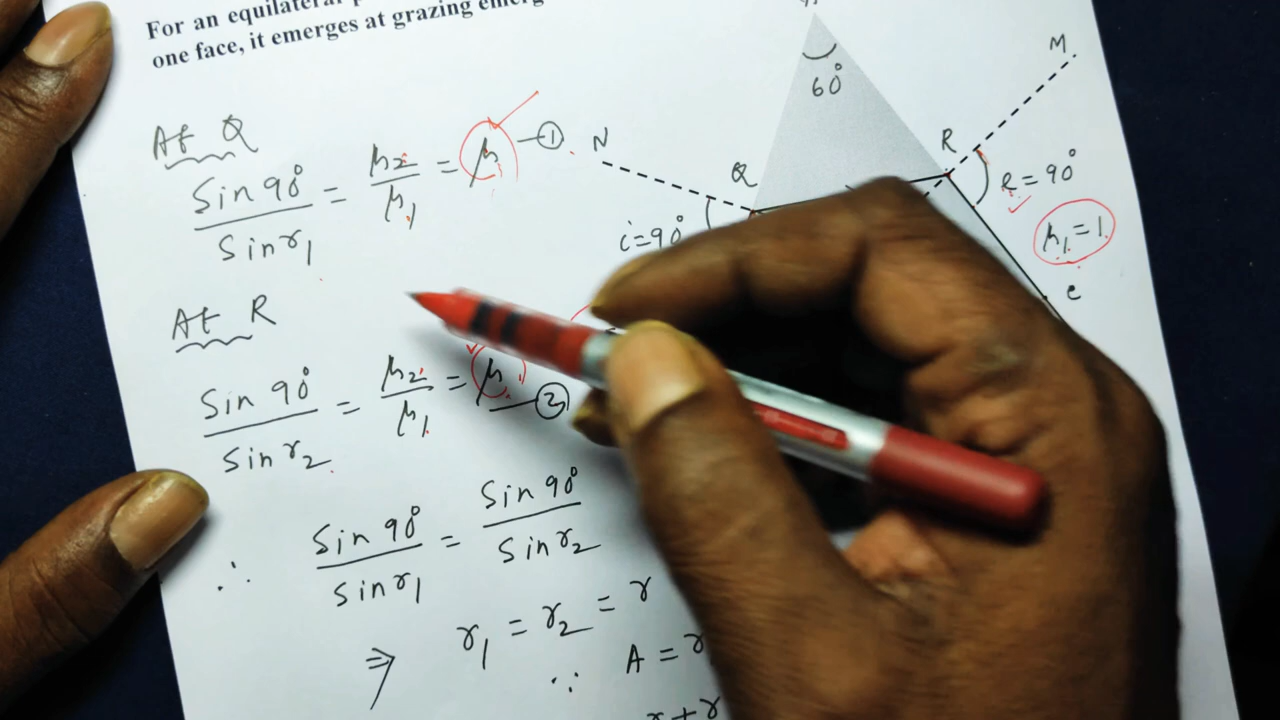 For an equilateral
one face, it emerges at grazing
At Q
Sin 90° / Sin r₁ = μ₂ / μ₁ = μ —①
At R
Sin 90° / Sin r₂ = μ₂ / μ₁ = μ —②
∴ Sin 90° / Sin r₁ = Sin 90° / Sin r₂
⇒ r₁ = r₂ = r
∵ A = r
r + r
60°
N
Q
i = 90°
R
M
e = 90°
μ₁ = 1
e